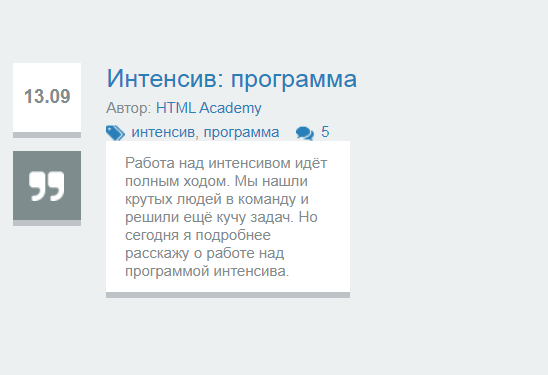 13.09
Интенсив: программа
Автор: HTML Academy
интенсив, программа 5
Работа над интенсивом идёт
полным ходом. Мы нашли
крутых людей в команду и
решили ещё кучу задач. Но
сегодня я подробнее
расскажу о работе над
программой интенсива.